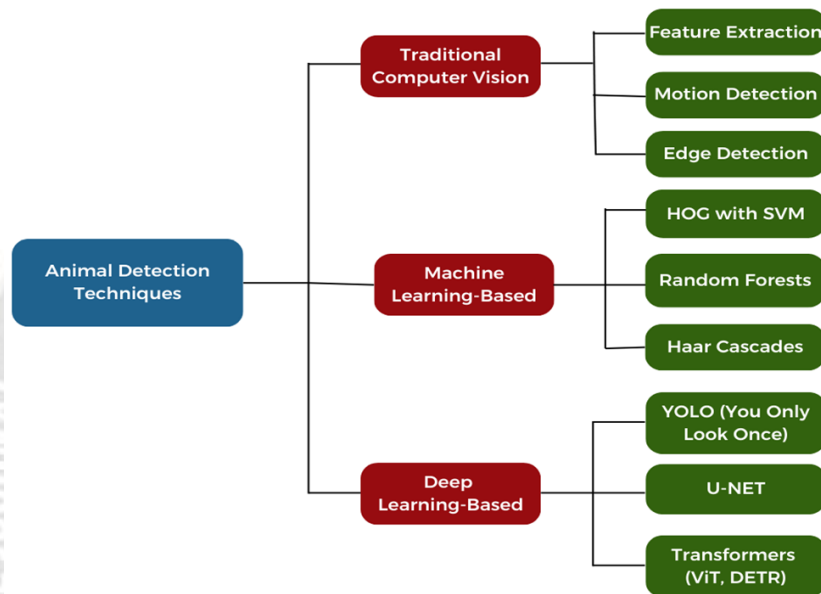 Feature Extraction
Traditional
Computer Vision
Motion Detection
Edge Detection
HOG with SVM
Animal Detection
Techniques
Machine
Learning-Based
Random Forests
Haar Cascades
YOLO (You Only
Look Once)
Deep
Learning-Based
U-NET
Transformers
(ViT, DETR)